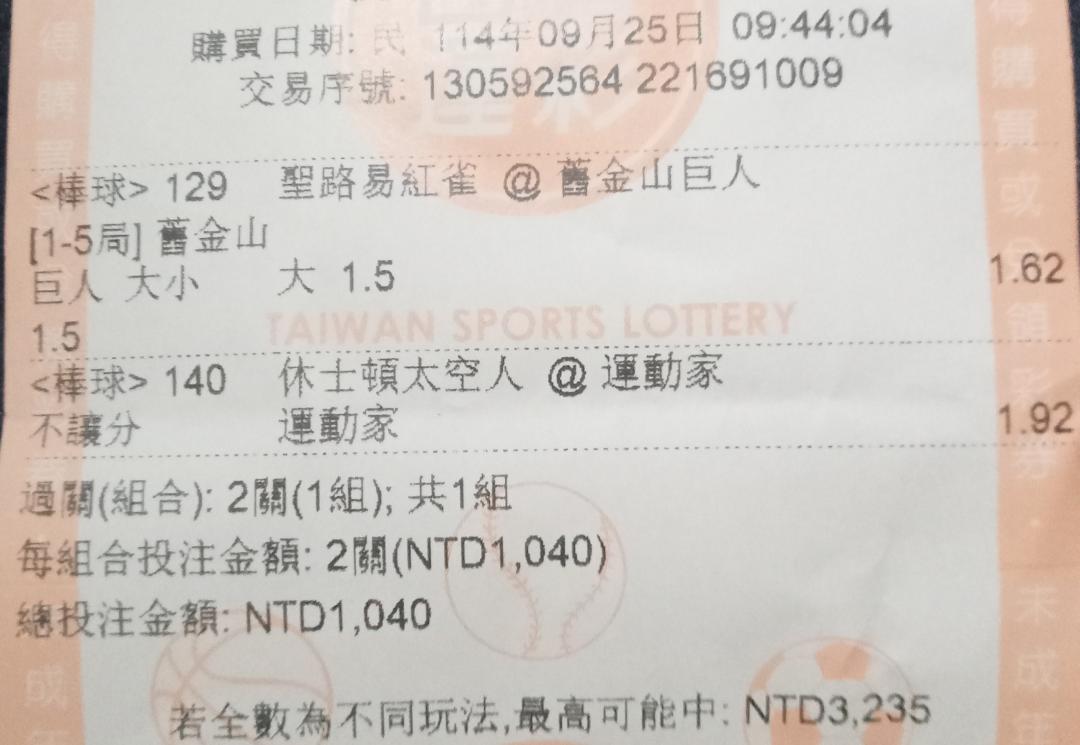 購買日期: 民 114年09月25日 09:44:04
交易序號: 130592564 221691009
<棒球> 129 聖路易紅雀 @ 舊金山巨人
[1-5局] 舊金山
巨人 大小 大 1.5 1.62
1.5
TAIWAN SPORTS LOTTERY
<棒球> 140 休士頓太空人 @ 運動家
不讓分 運動家 1.92
過關(組合): 2關(1組); 共1組
每組合投注金額: 2關(NTD1,040)
總投注金額: NTD1,040
若全數為不同玩法,最高可能中: NTD3,235